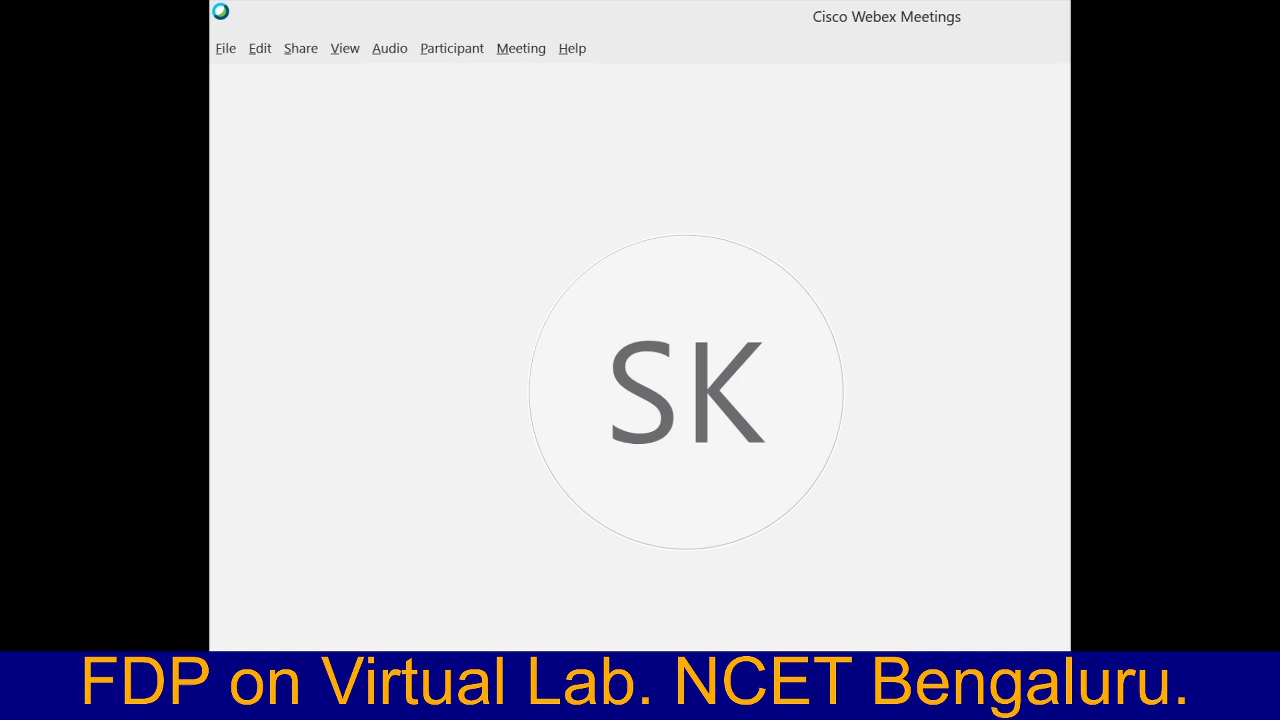 Cisco Webex Meetings
File Edit Share View Audio Participant Meeting Help
SK
FDP on Virtual Lab. NCET Bengaluru.